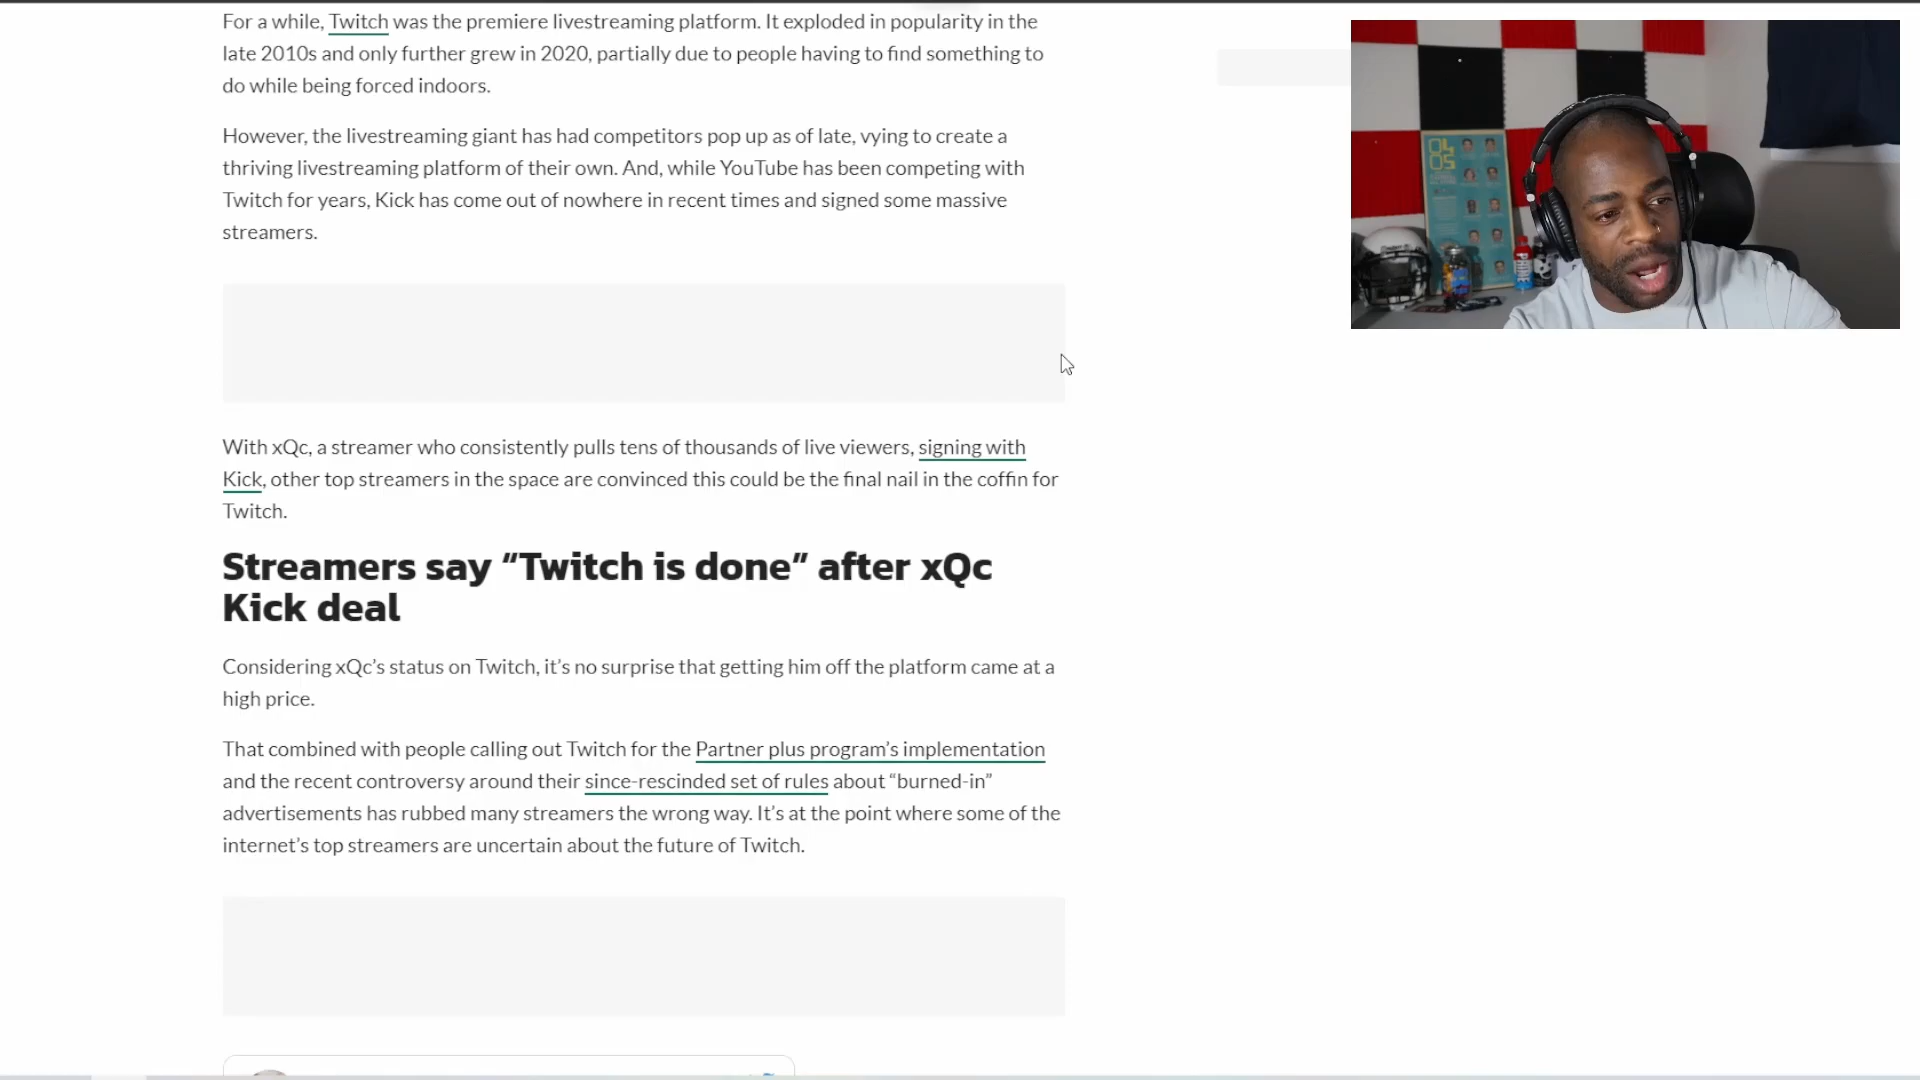 For a while, Twitch was the premiere livestreaming platform. It exploded in popularity in the
late 2010s and only further grew in 2020, partially due to people having to find something to
do while being forced indoors.
However, the livestreaming giant has had competitors pop up as of late, vying to create a
thriving livestreaming platform of their own. And, while YouTube has been competing with
Twitch for years, Kick has come out of nowhere in recent times and signed some massive
streamers.
With xQc, a streamer who consistently pulls tens of thousands of live viewers, signing with
Kick, other top streamers in the space are convinced this could be the final nail in the coffin for
Twitch.
Streamers say “Twitch is done” after xQc
Kick deal
Considering xQc’s status on Twitch, it’s no surprise that getting him off the platform came at a
high price.
That combined with people calling out Twitch for the Partner plus program’s implementation
and the recent controversy around their since-rescinded set of rules about “burned-in”
advertisements has rubbed many streamers the wrong way. It’s at the point where some of the
internet’s top streamers are uncertain about the future of Twitch.
04
05
PRIME